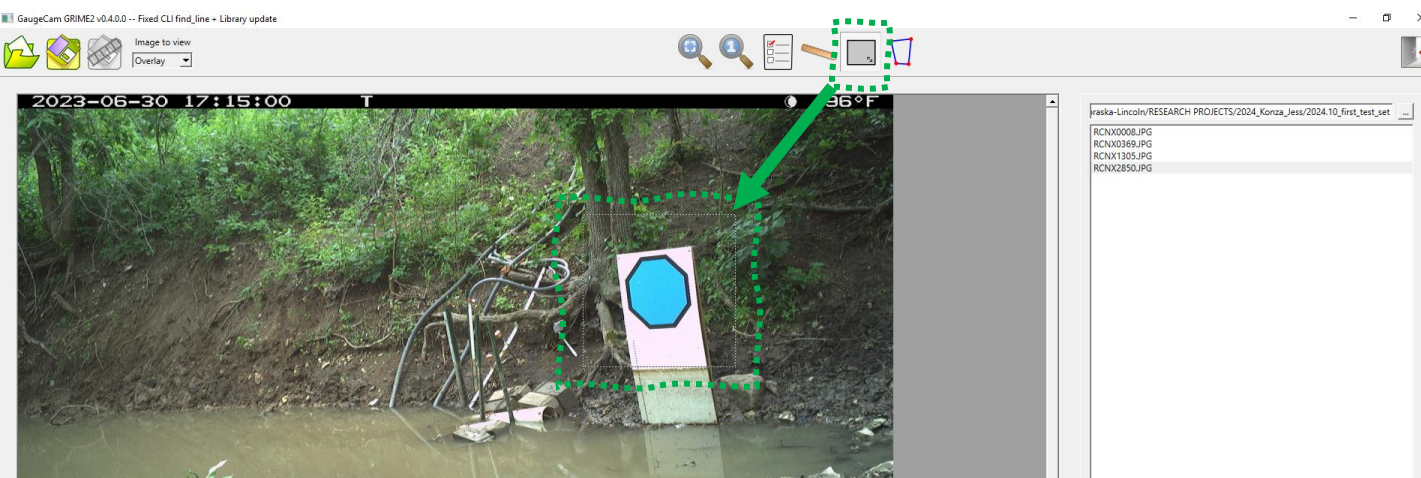 GaugeCam GRIME2 v0.4.0.0 -- Fixed CLI find_line + Library update
Image to view
Overlay
1
2023-06-30 17:15:00 T 96°F
raska-Lincoln/RESEARCH PROJECTS/2024_Konza_Jess/2024.10_first_test_set ...
RCNX0008.JPG
RCNX0369.JPG
RCNX1305.JPG
RCNX2850.JPG